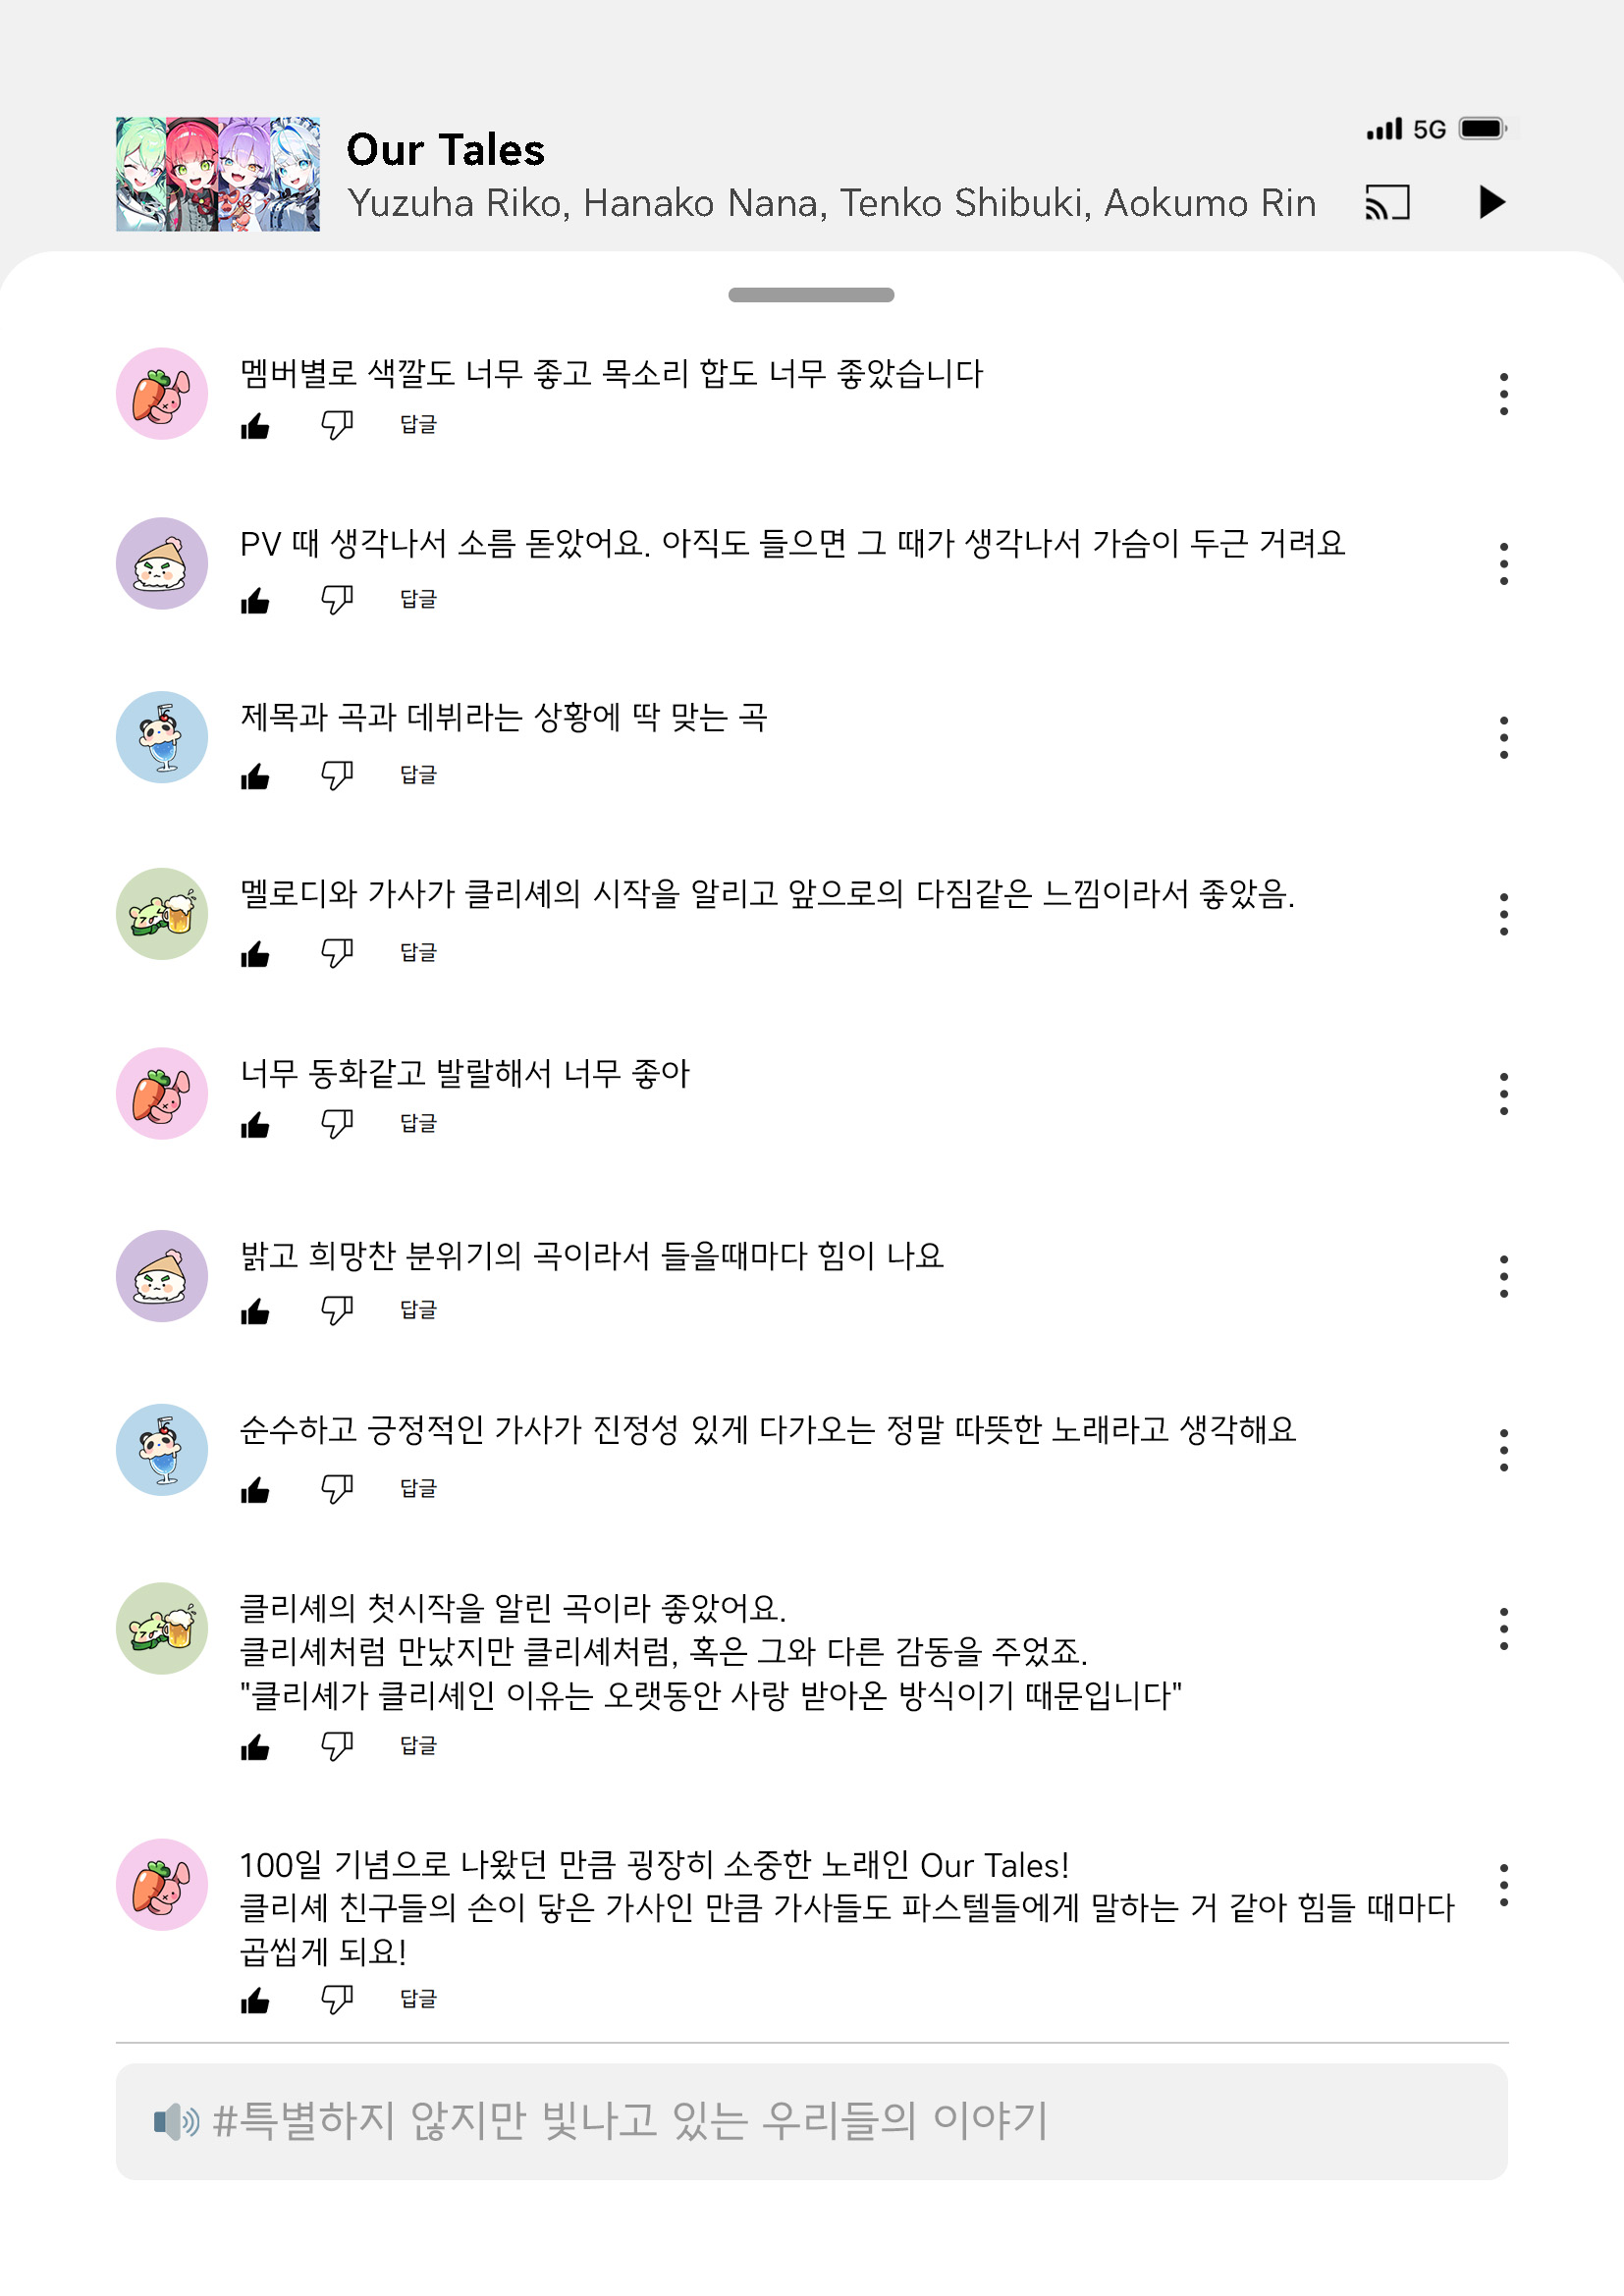 Our Tales
5G
Yuzuha Riko, Hanako Nana, Tenko Shibuki, Aokumo Rin
멤버별로 색깔도 너무 좋고 목소리 합도 너무 좋았습니다
답글
PV 때 생각나서 소름 돋았어요. 아직도 들으면 그 때가 생각나서 가슴이 두근 거려요
답글
제목과 곡과 데뷔라는 상황에 딱 맞는 곡
답글
멜로디와 가사가 클리셰의 시작을 알리고 앞으로의 다짐같은 느낌이라서 좋았음.
답글
너무 동화같고 발랄해서 너무 좋아
답글
밝고 희망찬 분위기의 곡이라서 들을때마다 힘이 나요
답글
순수하고 긍정적인 가사가 진정성 있게 다가오는 정말 따뜻한 노래라고 생각해요
답글
클리셰의 첫시작을 알린 곡이라 좋았어요.
클리셰처럼 만났지만 클리셰처럼, 혹은 그와 다른 감동을 주었죠.
"클리셰가 클리셰인 이유는 오랫동안 사랑 받아온 방식이기 때문입니다"
답글
100일 기념으로 나왔던 만큼 굉장히 소중한 노래인 Our Tales!
클리셰 친구들의 손이 닿은 가사인 만큼 가사들도 파스텔들에게 말하는 거 같아 힘들 때마다
곱씹게 되요!
답글
#특별하지 않지만 빛나고 있는 우리들의 이야기